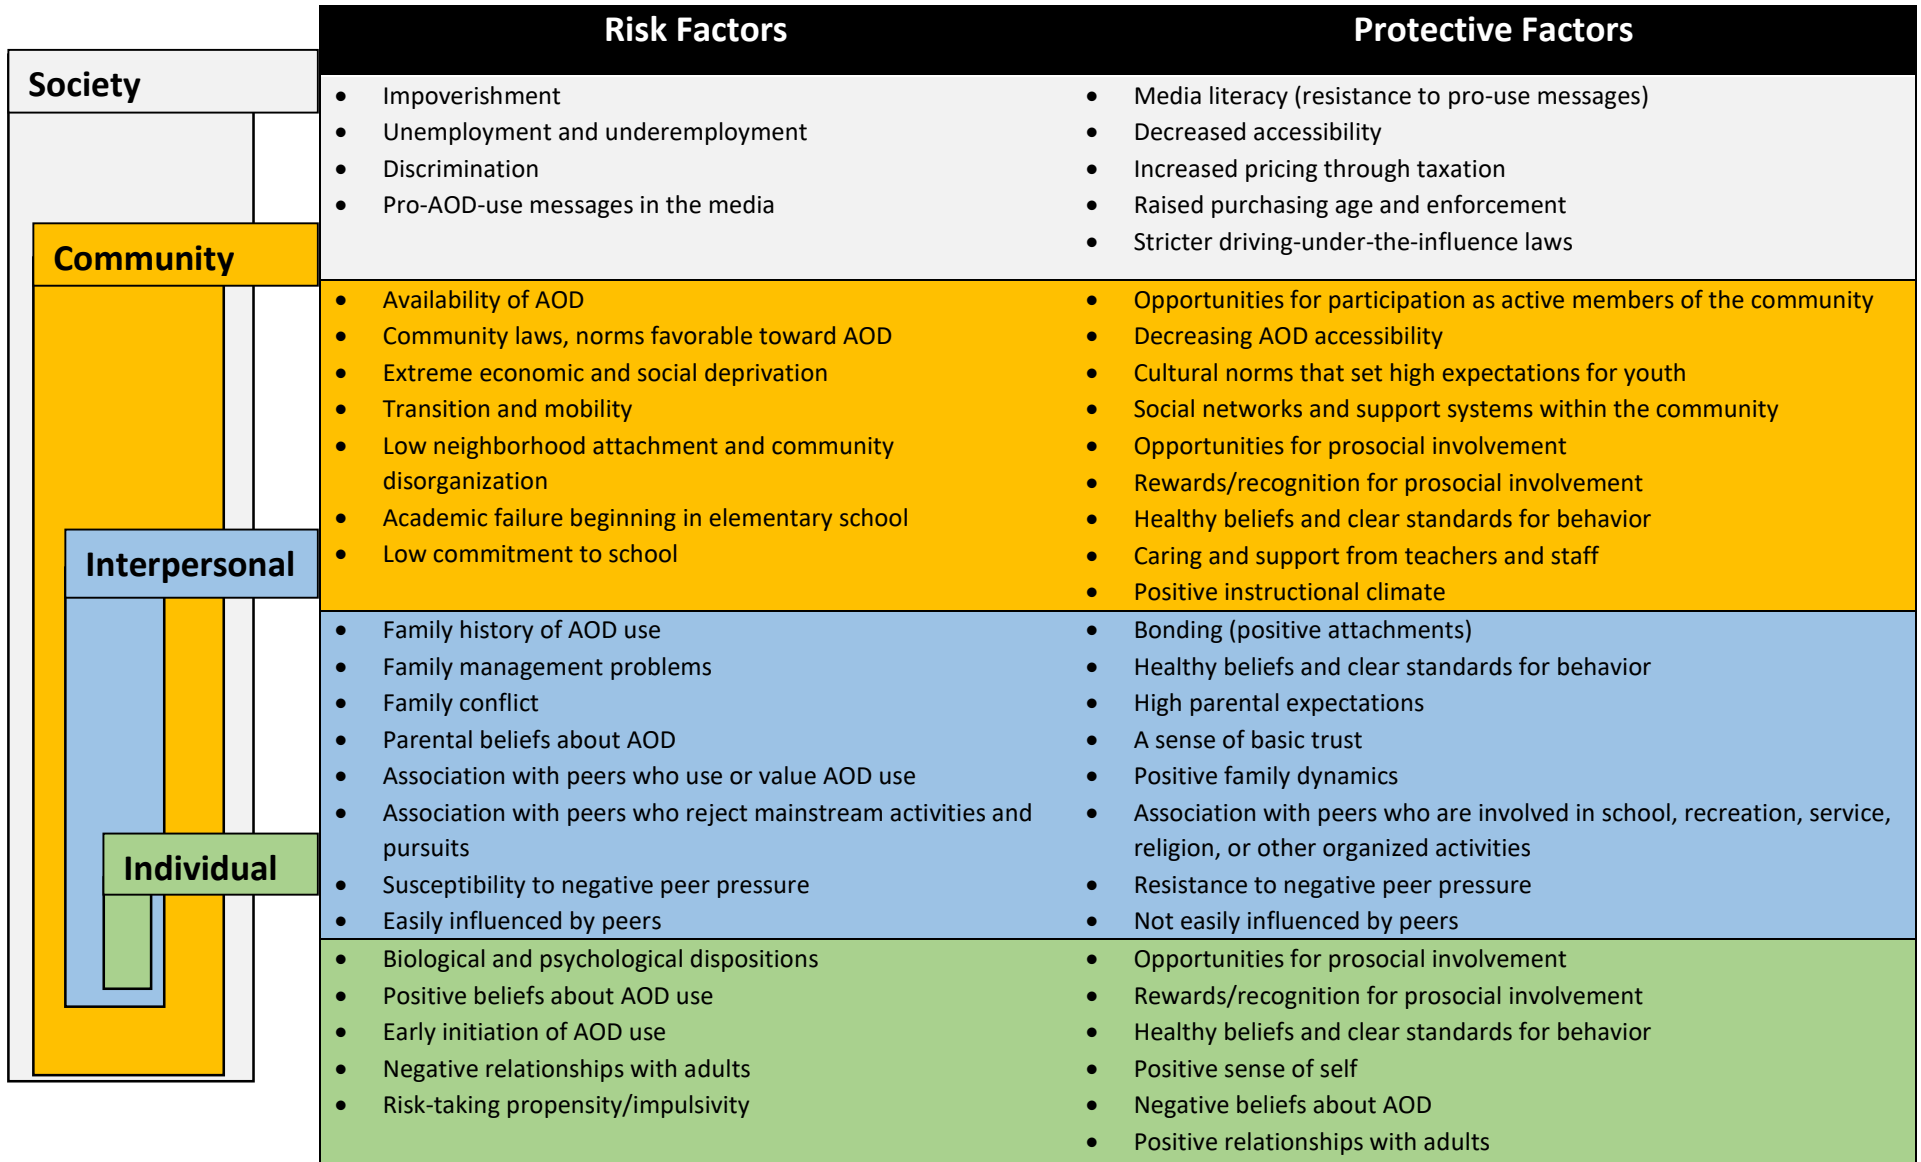 Risk Factors
Protective Factors
Society
• Impoverishment
• Unemployment and underemployment
• Discrimination
• Pro-AOD-use messages in the media
• Media literacy (resistance to pro-use messages)
• Decreased accessibility
• Increased pricing through taxation
• Raised purchasing age and enforcement
• Stricter driving-under-the-influence laws
Community
• Availability of AOD
• Community laws, norms favorable toward AOD
• Extreme economic and social deprivation
• Transition and mobility
• Low neighborhood attachment and community
disorganization
• Academic failure beginning in elementary school
• Low commitment to school
• Opportunities for participation as active members of the community
• Decreasing AOD accessibility
• Cultural norms that set high expectations for youth
• Social networks and support systems within the community
• Opportunities for prosocial involvement
• Rewards/recognition for prosocial involvement
• Healthy beliefs and clear standards for behavior
• Caring and support from teachers and staff
• Positive instructional climate
Interpersonal
• Family history of AOD use
• Family management problems
• Family conflict
• Parental beliefs about AOD
• Association with peers who use or value AOD use
• Association with peers who reject mainstream activities and
pursuits
• Susceptibility to negative peer pressure
• Easily influenced by peers
• Bonding (positive attachments)
• Healthy beliefs and clear standards for behavior
• High parental expectations
• A sense of basic trust
• Positive family dynamics
• Association with peers who are involved in school, recreation, service,
religion, or other organized activities
• Resistance to negative peer pressure
• Not easily influenced by peers
Individual
• Biological and psychological dispositions
• Positive beliefs about AOD use
• Early initiation of AOD use
• Negative relationships with adults
• Risk-taking propensity/impulsivity
• Opportunities for prosocial involvement
• Rewards/recognition for prosocial involvement
• Healthy beliefs and clear standards for behavior
• Positive sense of self
• Negative beliefs about AOD
• Positive relationships with adults